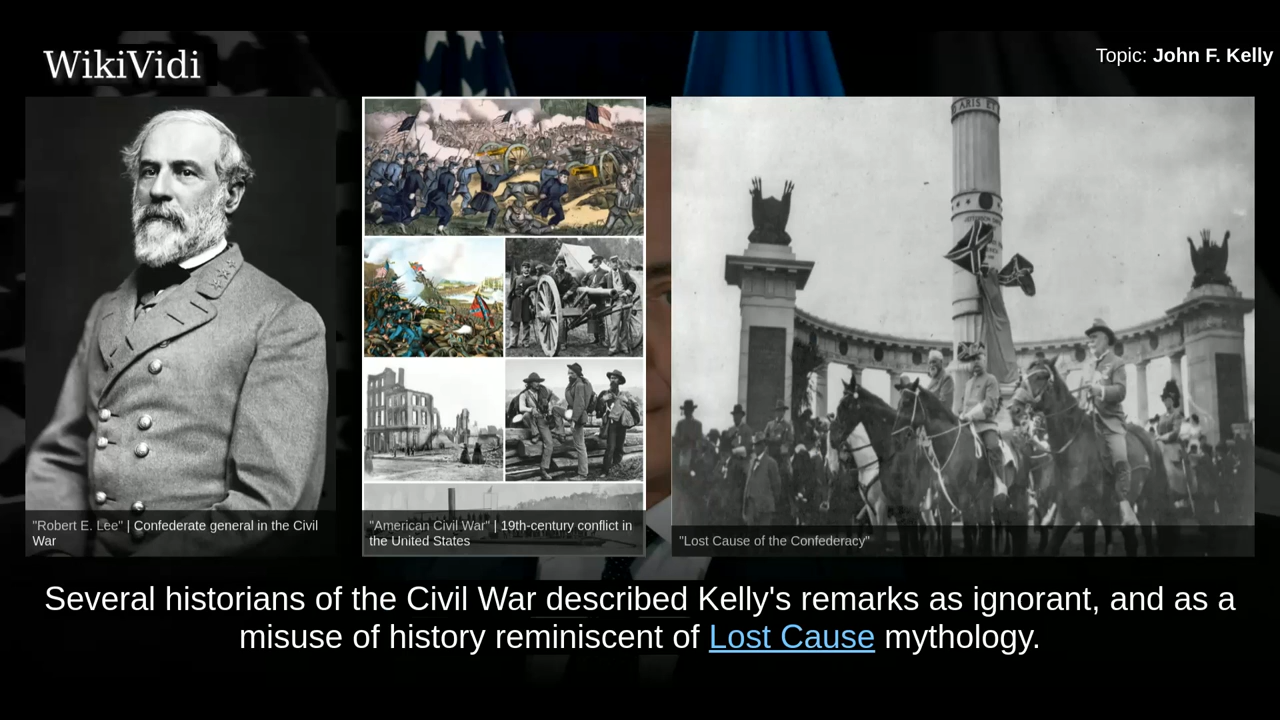 WikiVidi
Topic: John F. Kelly
"Robert E. Lee" | Confederate general in the Civil
War
"American Civil War" | 19th-century conflict in
the United States
"Lost Cause of the Confederacy"
Several historians of the Civil War described Kelly's remarks as ignorant, and as a
misuse of history reminiscent of Lost Cause mythology.